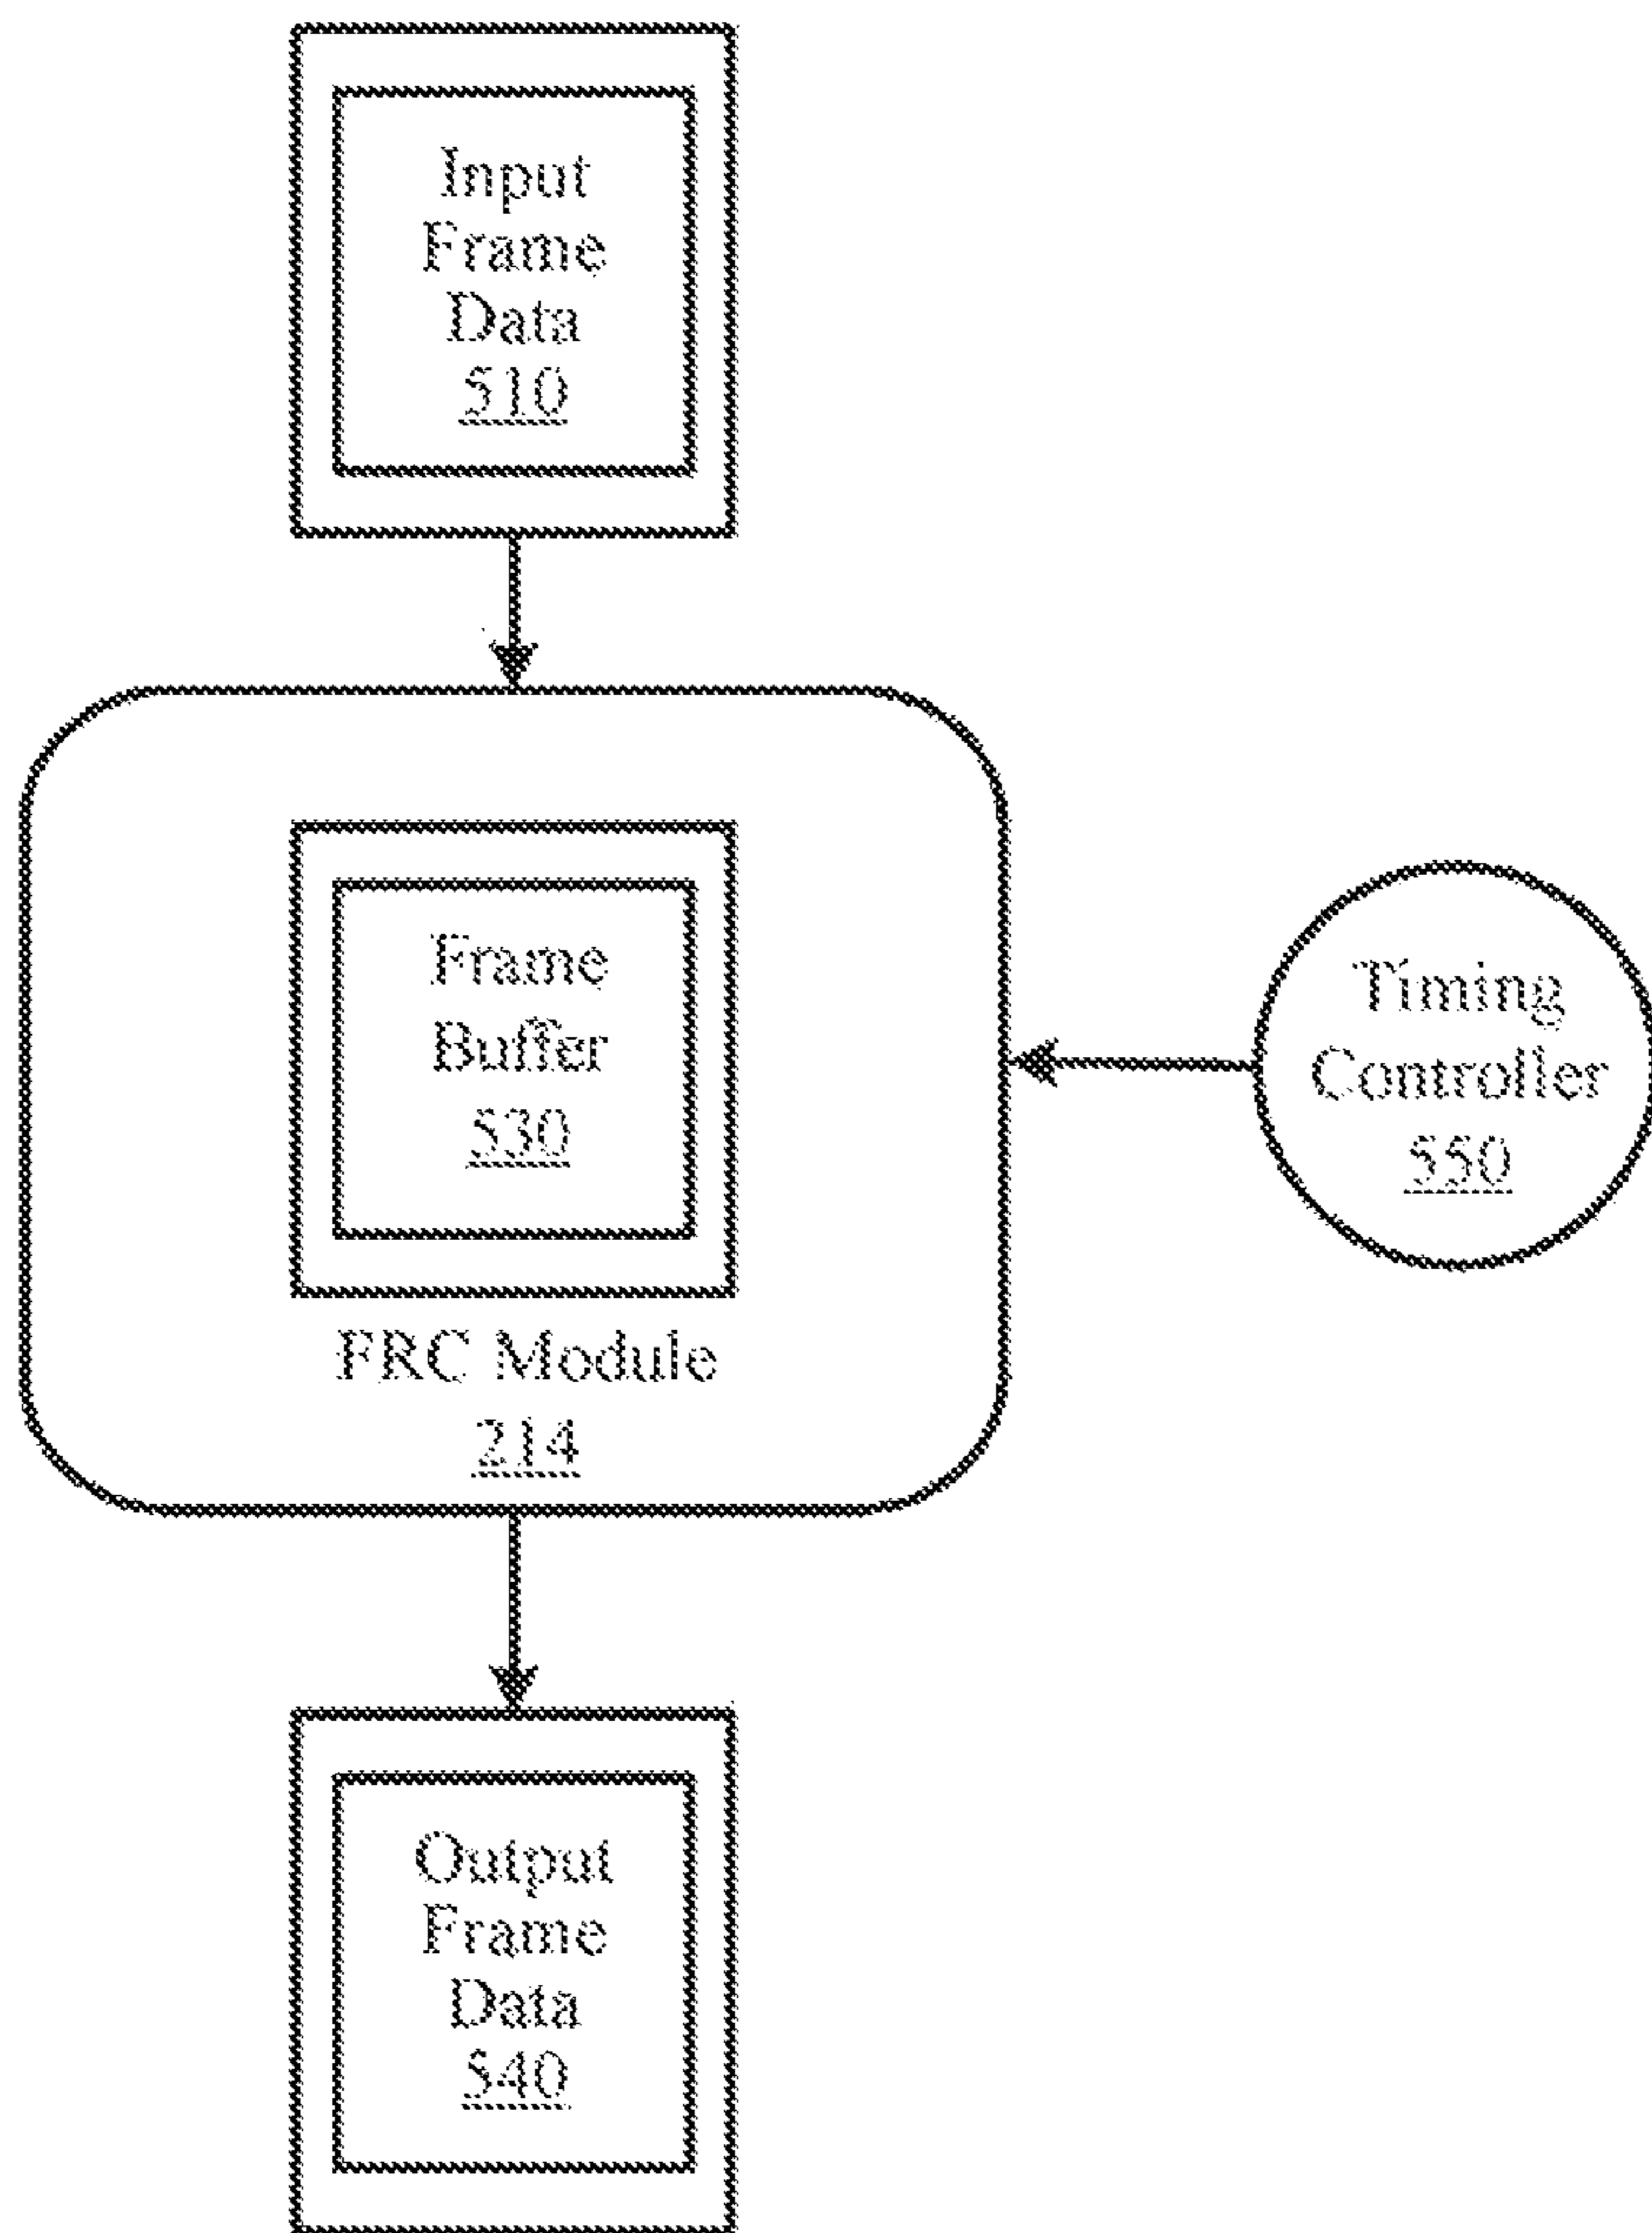 Input
Frame
Data
510
Frame
Buffer
530
FRC Module
214
Timing
Controller
550
Output
Frame
Data
540